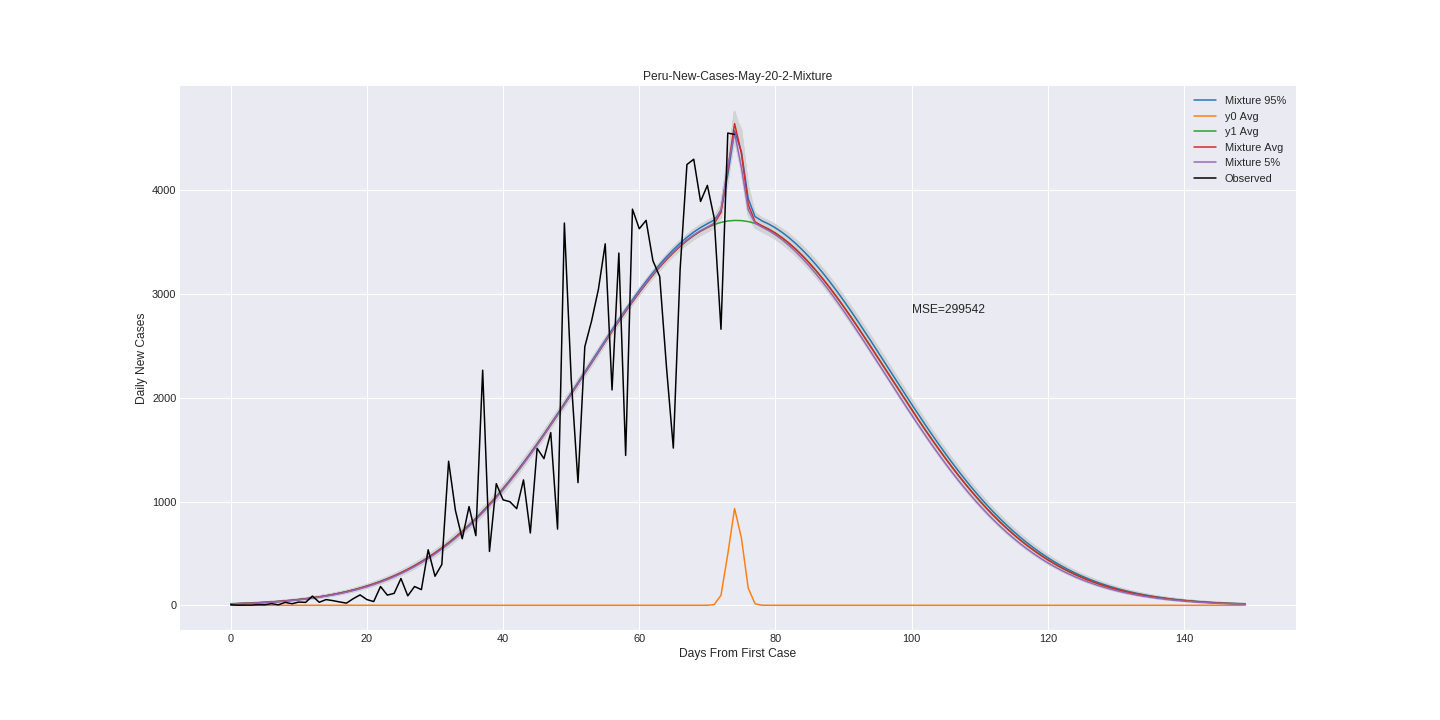 Peru-New-Cases-May-20-2-Mixture
Mixture 95%
y0 Avg
y1 Avg
Mixture Avg
Mixture 5%
Observed
MSE=299542
Daily New Cases
4000
3000
2000
1000
0
0 20 40 60 80 100 120 140
Days From First Case